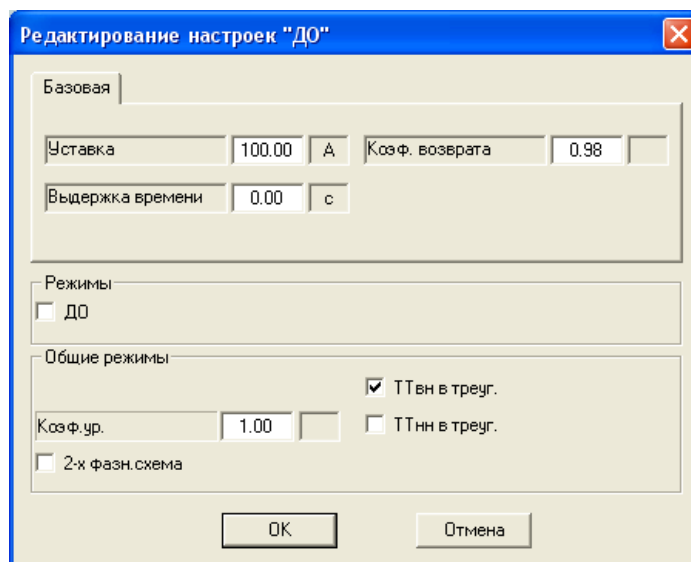 Редактирование настроек "ДО"
Базовая
Уставка 100.00 А Коэф. возврата 0.98
Выдержка времени 0.00 с
Режимы
ДО
Общие режимы
ТТвн в треуг.
Коэф.ур. 1.00 ТТнн в треуг.
2-х фазн.схема
OK Отмена